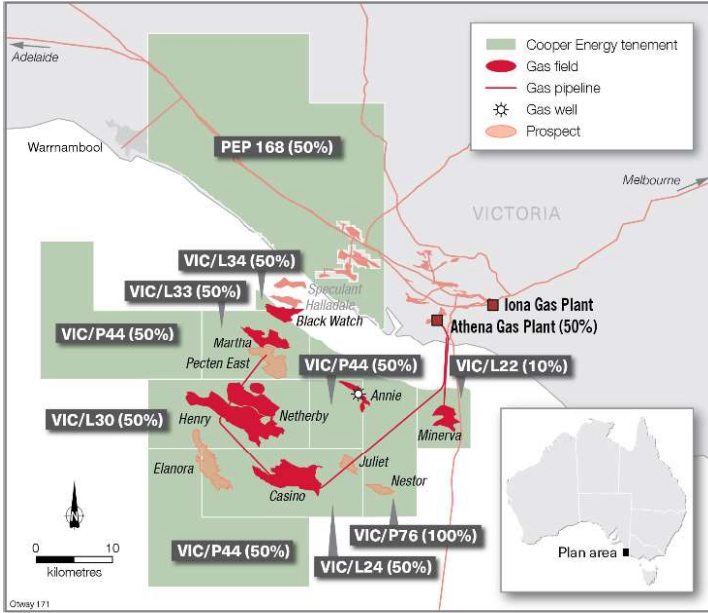 Adelaide
Warrnambool
PEP 168 (50%)
Cooper Energy tenement
Gas field
Gas pipeline
Gas well
Prospect
Melbourne
VICTORIA
VIC/L34 (50%)
VIC/L33 (50%)
Speculant
Halladale
Black Watch
Iona Gas Plant
Athena Gas Plant (50%)
VIC/P44 (50%)
Martha
Pecten East
VIC/P44 (50%)
VIC/L22 (10%)
Annie
VIC/L30 (50%)
Henry
Netherby
Minerva
Elanora
Juliet
Casino
Nestor
N
VIC/P76 (100%)
VIC/P44 (50%)
VIC/L24 (50%)
0 10
kilometres
Plan area
Otway 171